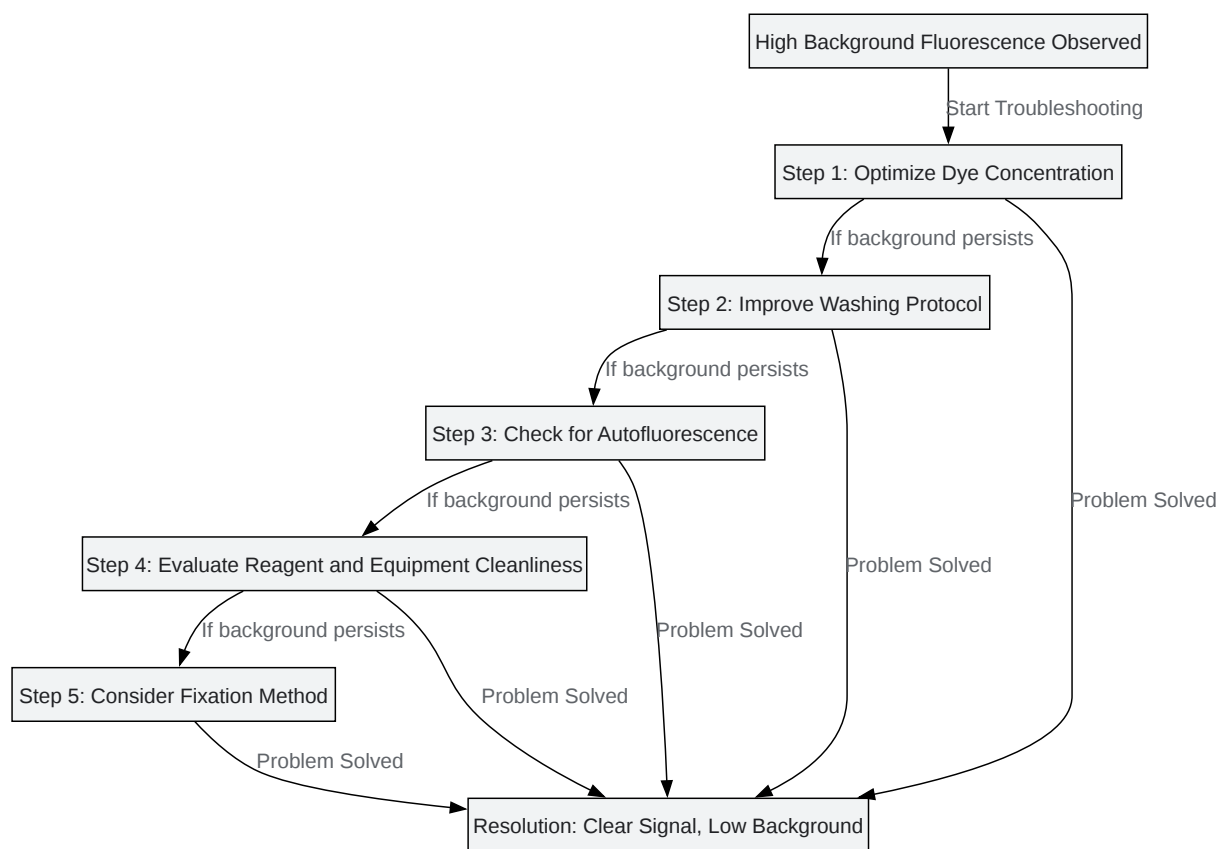 High Background Fluorescence Observed
Start Troubleshooting
Step 1: Optimize Dye Concentration
If background persists
Step 2: Improve Washing Protocol
If background persists
Step 3: Check for Autofluorescence
If background persists
Problem Solved
Step 4: Evaluate Reagent and Equipment Cleanliness
Problem Solved
If background persists
Problem Solved
Step 5: Consider Fixation Method
Problem Solved
Problem Solved
Resolution: Clear Signal, Low Background